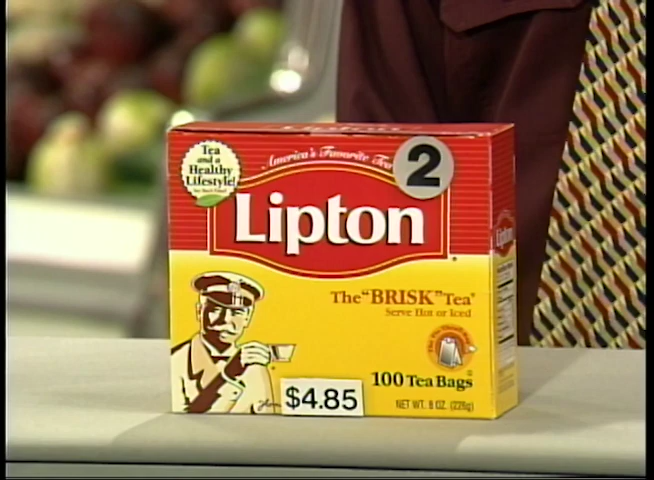 Tea
and a
Healthy
Lifestyle!
America's Favorite Tea
2
Lipton
The "BRISK" Tea
Serve Hot or Iced
100 Tea Bags
NET WT. 8 OZ. (226g)
$4.85
Lipton